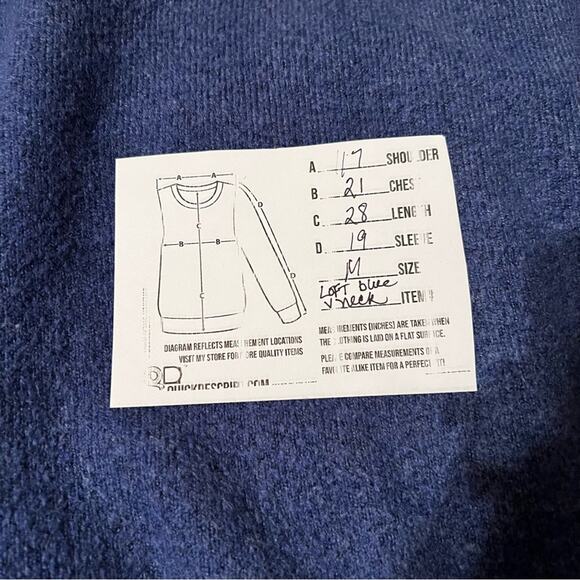 A 17 SHOULDER
B 21 CHEST
C 28 LENGTH
D 19 SLEEVE
M SIZE
Loft blue
v neck ITEM#
A A
D
C
B B
D
C
DIAGRAM REFLECTS MEASUREMENT LOCATIONS
VISIT MY STORE FOR MORE QUALITY ITEMS
QUICKDESCRIPT.COM
MEASUREMENTS (INCHES) ARE TAKEN WHEN
THE CLOTHING IS LAID ON A FLAT SURFACE.
PLEASE COMPARE MEASUREMENTS OF A
FAVORITE ALIKE ITEM FOR A PERFECT FIT!